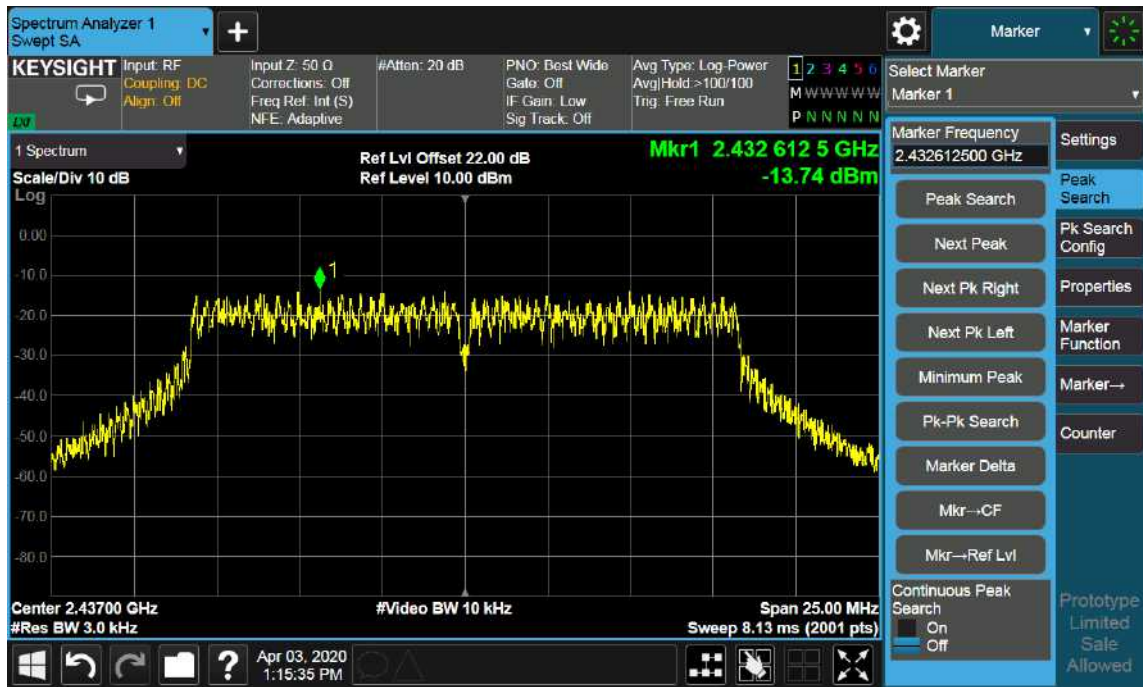 Spectrum Analyzer 1
Swept SA
Marker
KEYSIGHT
Input: RF
Coupling: DC
Align: Off
Input Z: 50 Ω
Corrections: Off
Freq Ref: Int (S)
NFE: Adaptive
#Atten: 20 dB
PNO: Best Wide
Gate: Off
IF Gain: Low
Sig Track: Off
Avg Type: Log-Power
Avg|Hold:>100/100
Trig: Free Run
1 2 3 4 5 6
M W W W W W
P N N N N N
Select Marker
Marker 1
LXI
1 Spectrum
Scale/Div 10 dB
Ref Lvl Offset 22.00 dB
Ref Level 10.00 dBm
Mkr1 2.432 612 5 GHz
-13.74 dBm
Log
0.00
-10.0
-20.0
-30.0
-40.0
-50.0
-60.0
-70.0
-80.0
1
Center 2.43700 GHz
#Res BW 3.0 kHz
#Video BW 10 kHz
Span 25.00 MHz
Sweep 8.13 ms (2001 pts)
Marker Frequency
2.432612500 GHz
Peak Search
Next Peak
Next Pk Right
Next Pk Left
Minimum Peak
Pk-Pk Search
Marker Delta
Mkr→CF
Mkr→Ref Lvl
Continuous Peak
Search
On
Off
Settings
Peak
Search
Pk Search
Config
Properties
Marker
Function
Marker→
Counter
Prototype
Limited
Sale
Allowed
?
Apr 03, 2020
1:15:35 PM